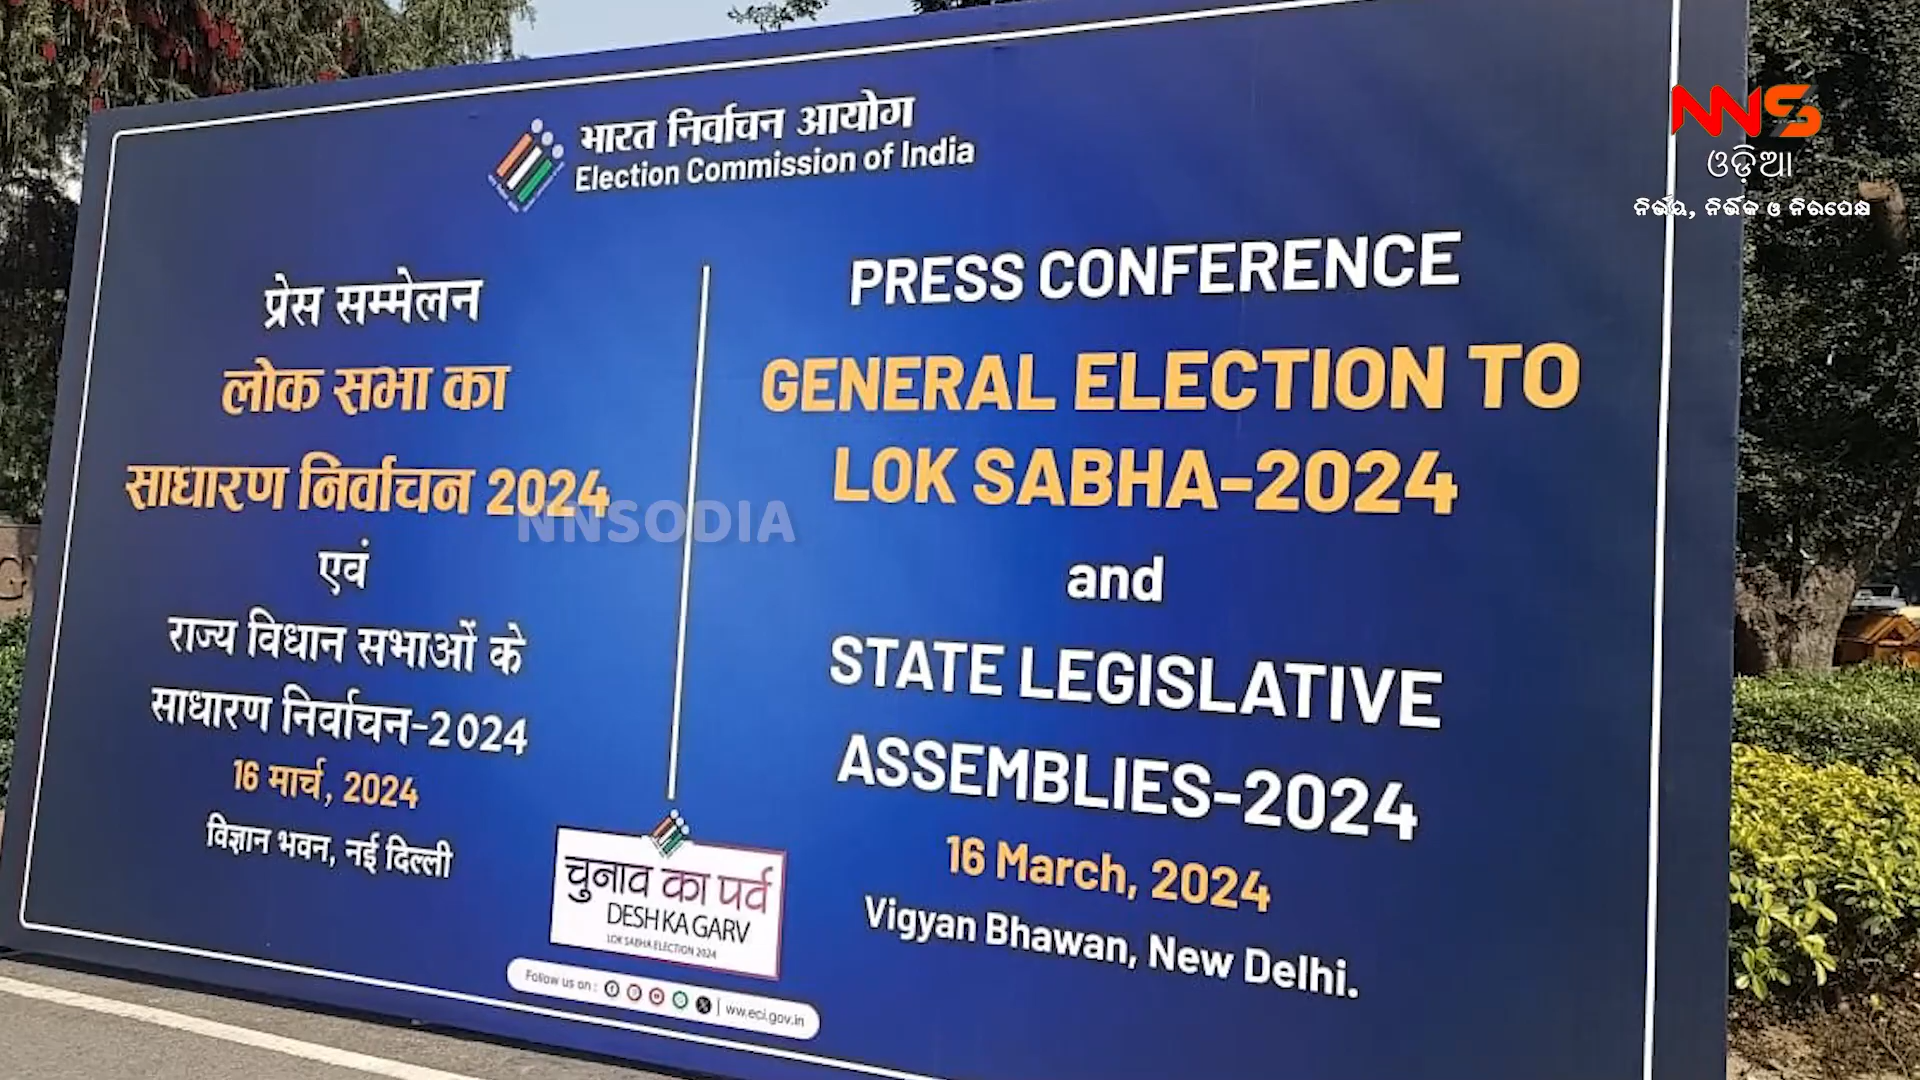 भारत निर्वाचन आयोग
Election Commission of India
प्रेस सम्मेलन
लोक सभा का
साधारण निर्वाचन 2024
एवं
राज्य विधान सभाओं के
साधारण निर्वाचन-2024
16 मार्च, 2024
विज्ञान भवन, नई दिल्ली
PRESS CONFERENCE
GENERAL ELECTION TO
LOK SABHA-2024
and
STATE LEGISLATIVE
ASSEMBLIES-2024
16 March, 2024
Vigyan Bhawan, New Delhi.
चुनाव का पर्व
DESH KA GARV
LOK SABHA ELECTION 2024
Follow us on : | ww.eci.gov.in
NNSODIA
NNS
ଓଡ଼ିଆ
ନିର୍ଭୟ, ନିର୍ଭିକ ଓ ନିରପେକ୍ଷ